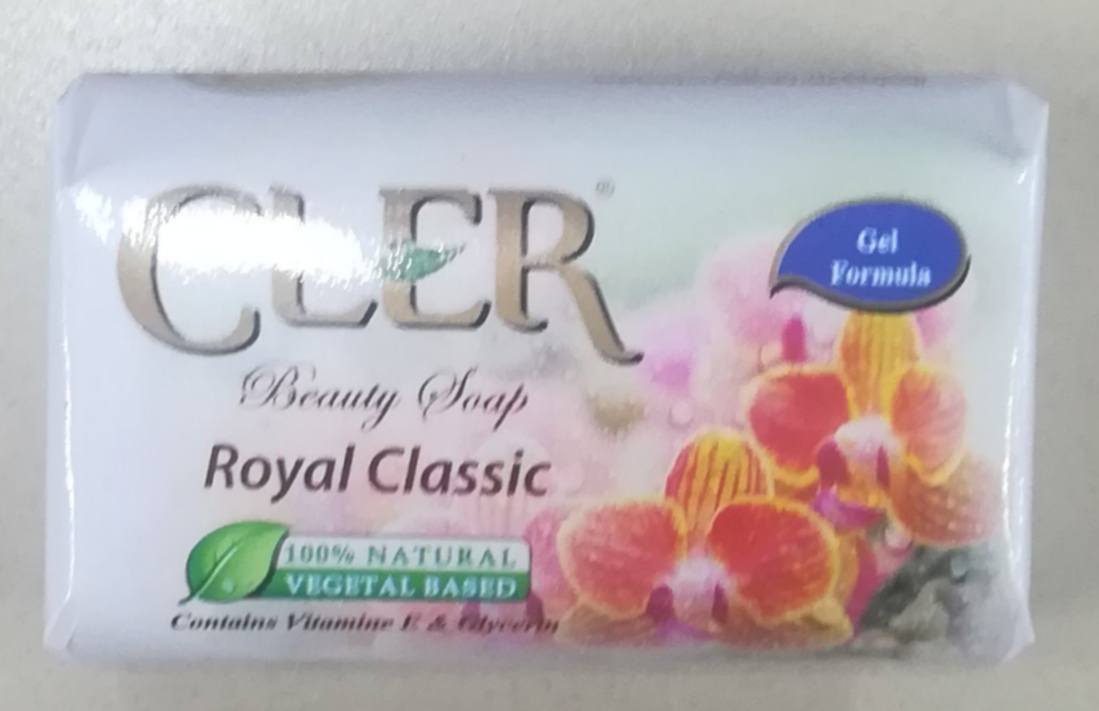 CLER®
Beauty Soap
Royal Classic
100% NATURAL
VEGETAL BASED
Contains Vitamine E & Glycerin
Gel
Formula